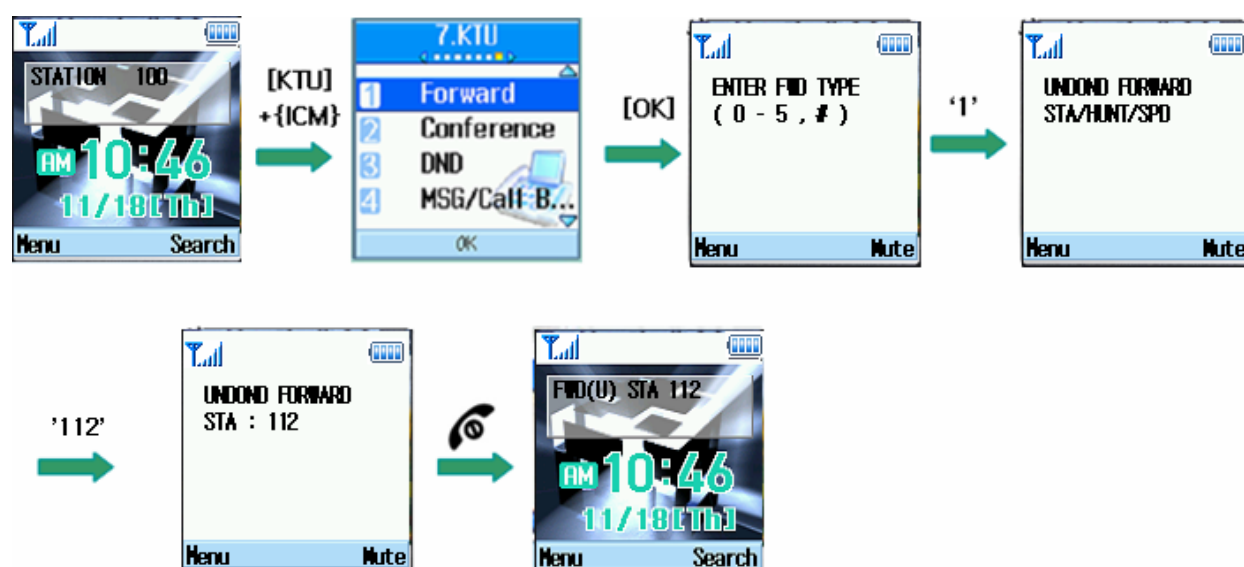 STATION 100
AM 10:46
11/18[Th]
Menu Search
[KTU]
+{ICM}
7.KTU
1 Forward
2 Conference
3 DND
4 MSG/Call B...
OK
[OK]
ENTER FWD TYPE
( 0 - 5 , # )
Menu Mute
‘1’
UNDOND FORWARD
STA/HUNT/SPD
Menu Mute
’112’
UNDOND FORWARD
STA : 112
Menu Mute
FWD(U) STA 112
AM 10:46
11/18[Th]
Menu Search